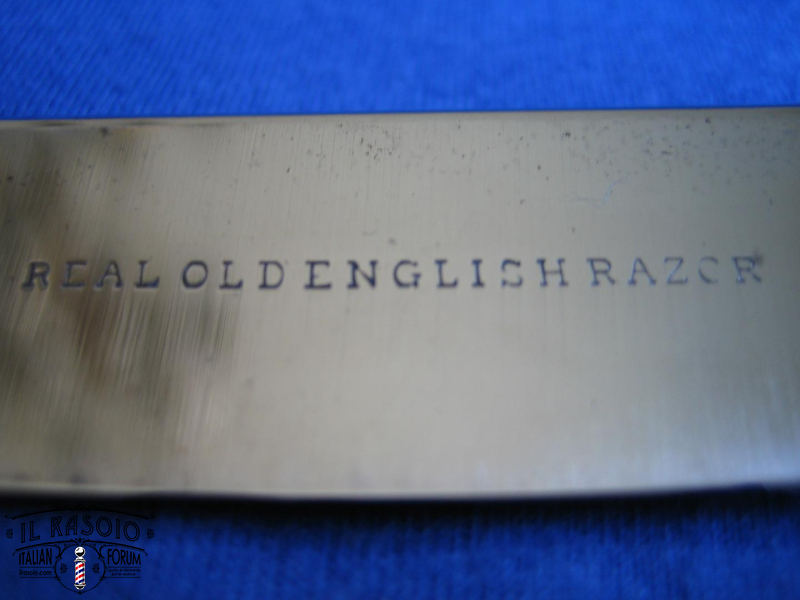 REAL OLD ENGLISH RAZOR
IL RASOIO
ITALIAN FORUM